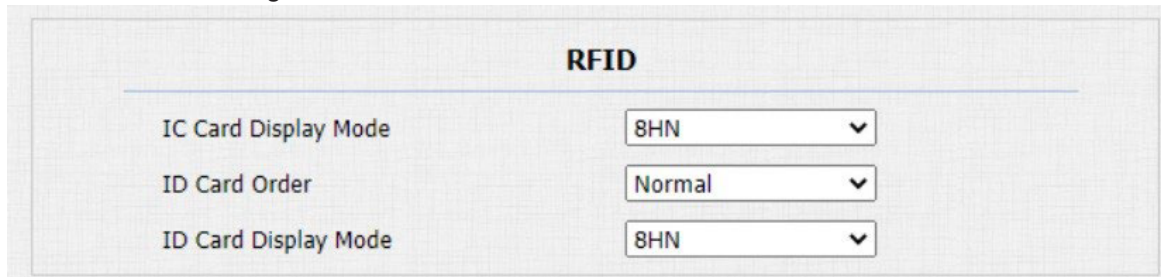 RFID
IC Card Display Mode 8HN
ID Card Order Normal
ID Card Display Mode 8HN